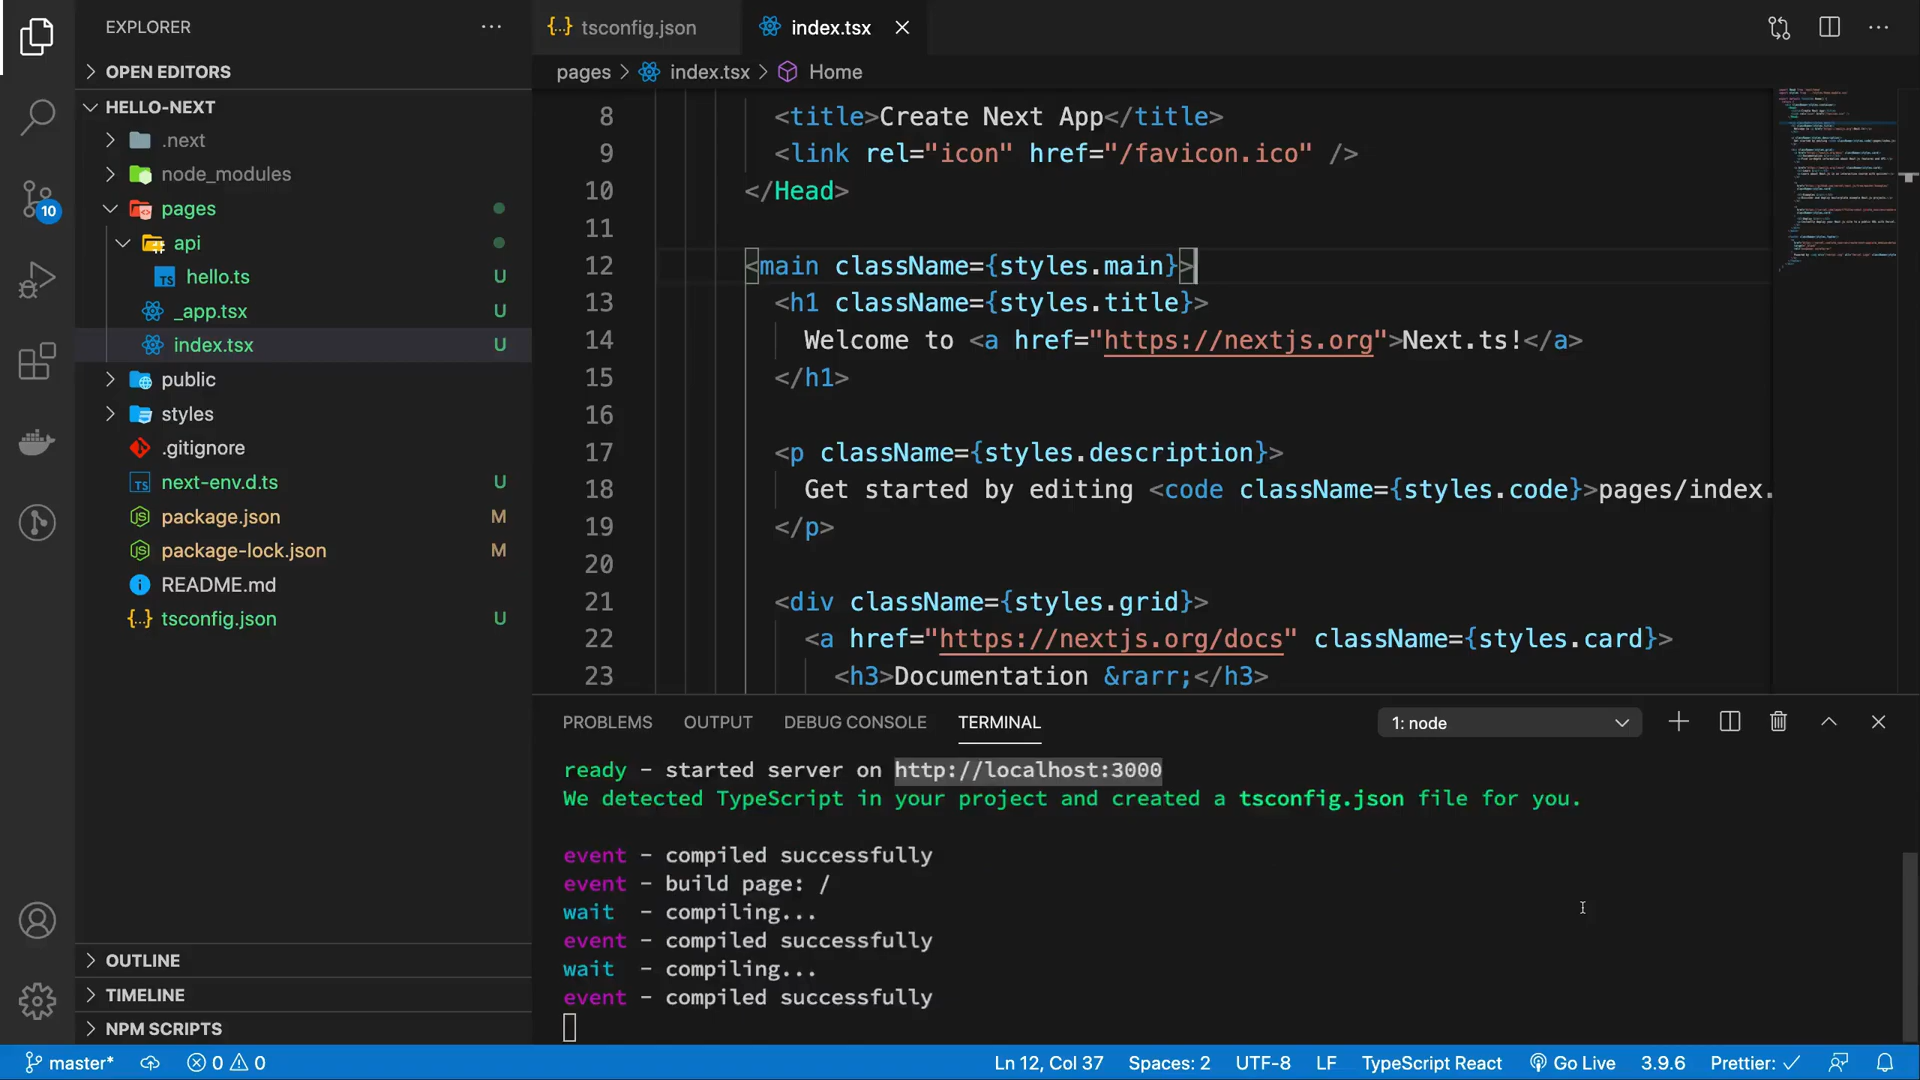 EXPLORER
OPEN EDITORS
HELLO-NEXT
.next
node_modules
pages
api
hello.ts U
_app.tsx U
index.tsx U
public
styles
.gitignore
next-env.d.ts U
package.json M
package-lock.json M
README.md
tsconfig.json U
OUTLINE
TIMELINE
NPM SCRIPTS
10
tsconfig.json index.tsx
pages > index.tsx > Home
8 <title>Create Next App</title>
9 <link rel="icon" href="/favicon.ico" />
10 </Head>
11
12 <main className={styles.main}>
13 <h1 className={styles.title}>
14 Welcome to <a href="https://nextjs.org">Next.ts!</a>
15 </h1>
16
17 <p className={styles.description}>
18 Get started by editing <code className={styles.code}>pages/index.
19 </p>
20
21 <div className={styles.grid}>
22 <a href="https://nextjs.org/docs" className={styles.card}>
23 <h3>Documentation &rarr;</h3>
PROBLEMS OUTPUT DEBUG CONSOLE TERMINAL 1: node
ready - started server on http://localhost:3000
We detected TypeScript in your project and created a tsconfig.json file for you.
event - compiled successfully
event - build page: /
wait - compiling...
event - compiled successfully
wait - compiling...
event - compiled successfully
master* 0 0 Ln 12, Col 37 Spaces: 2 UTF-8 LF TypeScript React Go Live 3.9.6 Prettier: ✓